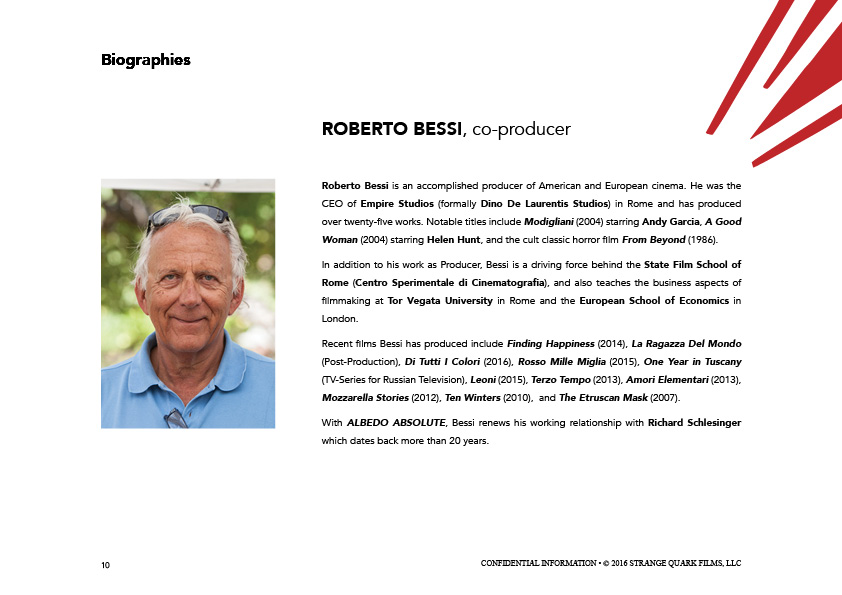 Biographies
ROBERTO BESSI, co-producer
Roberto Bessi is an accomplished producer of American and European cinema. He was the
CEO of Empire Studios (formally Dino De Laurentis Studios) in Rome and has produced
over twenty-five works. Notable titles include Modigliani (2004) starring Andy Garcia, A Good
Woman (2004) starring Helen Hunt, and the cult classic horror film From Beyond (1986).
In addition to his work as Producer, Bessi is a driving force behind the State Film School of
Rome (Centro Sperimentale di Cinematografia), and also teaches the business aspects of
filmmaking at Tor Vegata University in Rome and the European School of Economics in
London.
Recent films Bessi has produced include Finding Happiness (2014), La Ragazza Del Mondo
(Post-Production), Di Tutti I Colori (2016), Rosso Mille Miglia (2015), One Year in Tuscany
(TV-Series for Russian Television), Leoni (2015), Terzo Tempo (2013), Amori Elementari (2013),
Mozzarella Stories (2012), Ten Winters (2010), and The Etruscan Mask (2007).
With ALBEDO ABSOLUTE, Bessi renews his working relationship with Richard Schlesinger
which dates back more than 20 years.
10
CONFIDENTIAL INFORMATION • © 2016 STRANGE QUARK FILMS, LLC